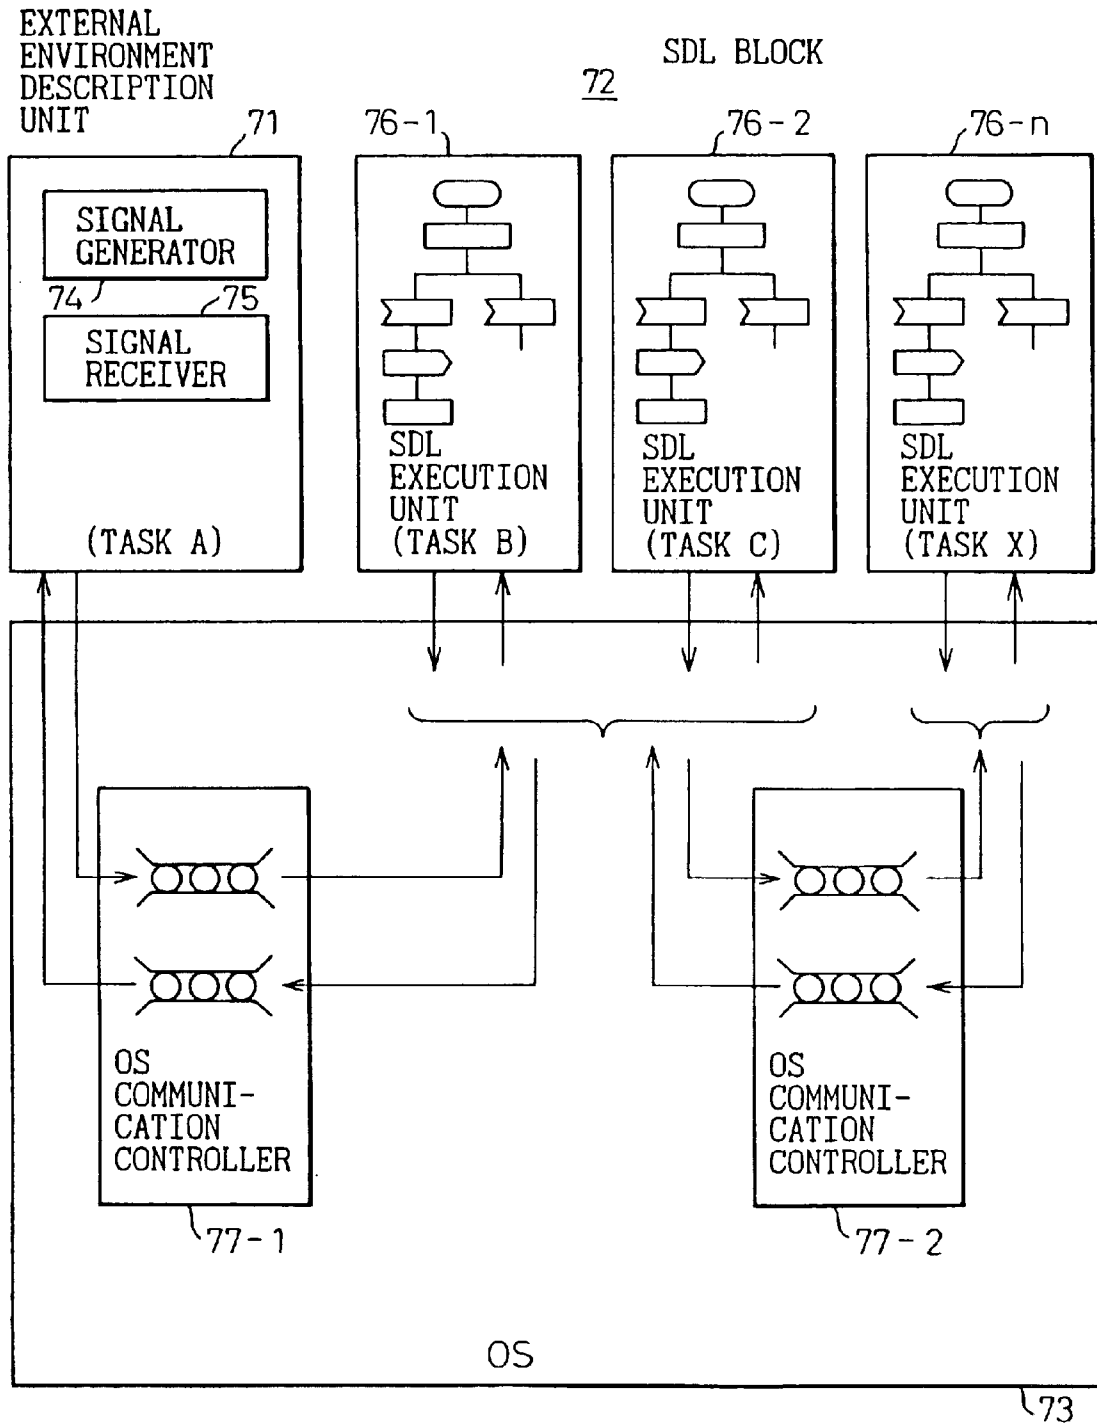 EXTERNAL
ENVIRONMENT
DESCRIPTION
UNIT
SDL BLOCK
72
71
76-1
76-2
76-n
SIGNAL
GENERATOR
74
75
SIGNAL
RECEIVER
(TASK A)
SDL
EXECUTION
UNIT
(TASK B)
SDL
EXECUTION
UNIT
(TASK C)
SDL
EXECUTION
UNIT
(TASK X)
OS
COMMUNI-
CATION
CONTROLLER
77-1
OS
COMMUNI-
CATION
CONTROLLER
77-2
OS
73